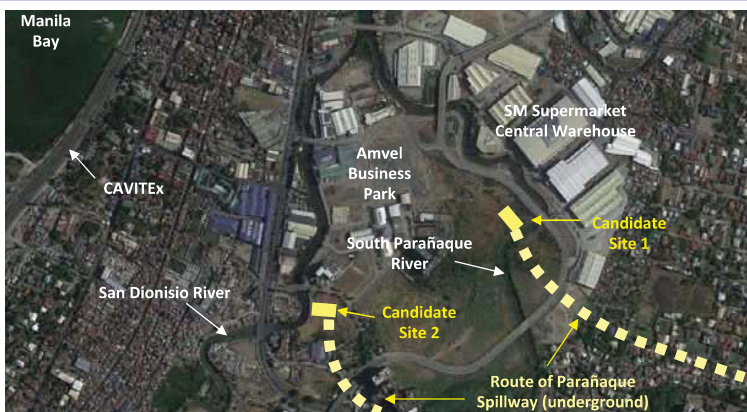 Manila
Bay
SM Supermarket
Central Warehouse
Amvel
Business
Park
CAVITEx
Candidate
Site 1
South Parañaque
River
San Dionisio River
Candidate
Site 2
Route of Parañaque
Spillway (underground)